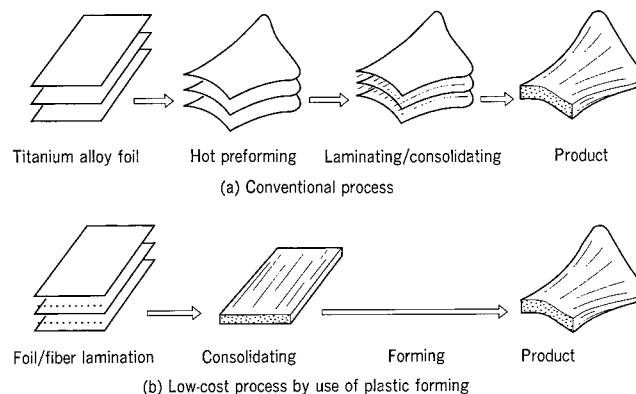 Titanium alloy foil Hot preforming Laminating/consolidating Product
(a) Conventional process
Foil/fiber lamination Consolidating Forming Product
(b) Low-cost process by use of plastic forming